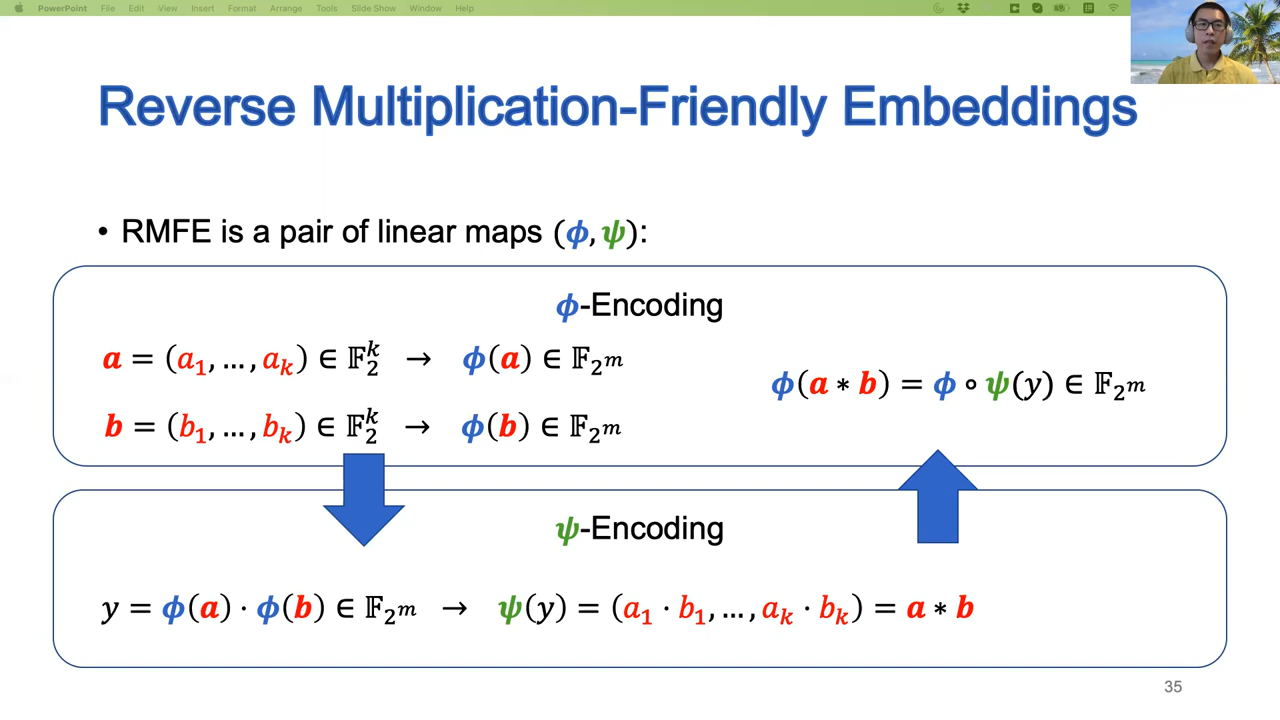 PowerPoint File Edit View Insert Format Arrange Tools Slide Show Window Help
Reverse Multiplication-Friendly Embeddings
• RMFE is a pair of linear maps (ϕ, ψ):
ϕ-Encoding
a = (a₁, …, aₖ) ∈ 𝔽₂ᵏ → ϕ(a) ∈ 𝔽₂ᵐ
ϕ(a ∗ b) = ϕ ∘ ψ(y) ∈ 𝔽₂ᵐ
b = (b₁, …, bₖ) ∈ 𝔽₂ᵏ → ϕ(b) ∈ 𝔽₂ᵐ
ψ-Encoding
y = ϕ(a) · ϕ(b) ∈ 𝔽₂ᵐ → ψ(y) = (a₁ · b₁, …, aₖ · bₖ) = a ∗ b
35